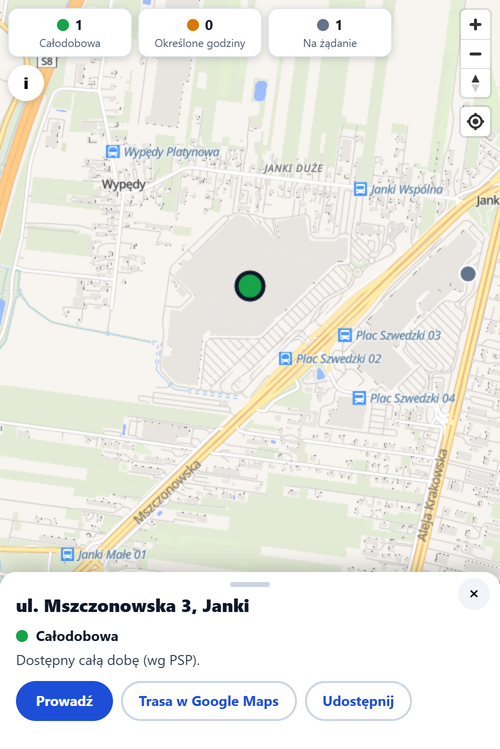 1
Całodobowa
0
Określone godziny
1
Na żądanie
S8
i
Wypędy Platynowa
JANKI DUŻE
Wypędy
Janki Wspólna
Jank
Plac Szwedzki 03
Plac Szwedzki 02
Plac Szwedzki 04
Mszczonowska
Aleja Krakowska
Janki Małe 01
ul. Mszczonowska 3, Janki
Całodobowa
Dostępny całą dobę (wg PSP).
Prowadź
Trasa w Google Maps
Udostępnij